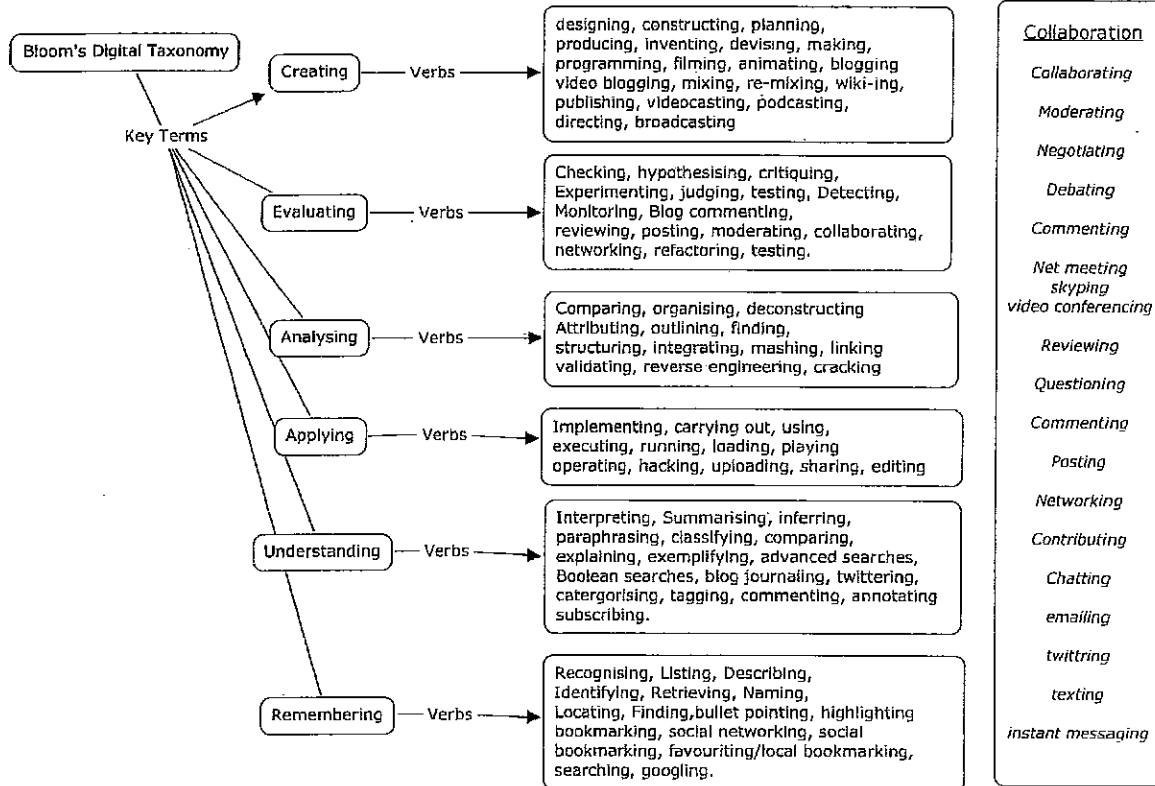 Bloom's Digital Taxonomy
Key Terms
Creating
Verbs
designing, constructing, planning,
producing, inventing, devising, making,
programming, filming, animating, blogging
video blogging, mixing, re-mixing, wiki-ing,
publishing, videocasting, podcasting,
directing, broadcasting
Evaluating
Verbs
Checking, hypothesising, critiquing,
Experimenting, judging, testing, Detecting,
Monitoring, Blog commenting,
reviewing, posting, moderating, collaborating,
networking, refactoring, testing.
Analysing
Verbs
Comparing, organising, deconstructing
Attributing, outlining, finding,
structuring, integrating, mashing, linking
validating, reverse engineering, cracking
Applying
Verbs
Implementing, carrying out, using,
executing, running, loading, playing
operating, hacking, uploading, sharing, editing
Understanding
Verbs
Interpreting, Summarising, inferring,
paraphrasing, classifying, comparing,
explaining, exemplifying, advanced searches,
Boolean searches, blog journaling, twittering,
catergorising, tagging, commenting, annotating
subscribing.
Remembering
Verbs
Recognising, Listing, Describing,
Identifying, Retrieving, Naming,
Locating, Finding,bullet pointing, highlighting
bookmarking, social networking, social
bookmarking, favouriting/local bookmarking,
searching, googling.
Collaboration
Collaborating
Moderating
Negotiating
Debating
Commenting
Net meeting
skyping
video conferencing
Reviewing
Questioning
Commenting
Posting
Networking
Contributing
Chatting
emailing
twittring
texting
instant messaging